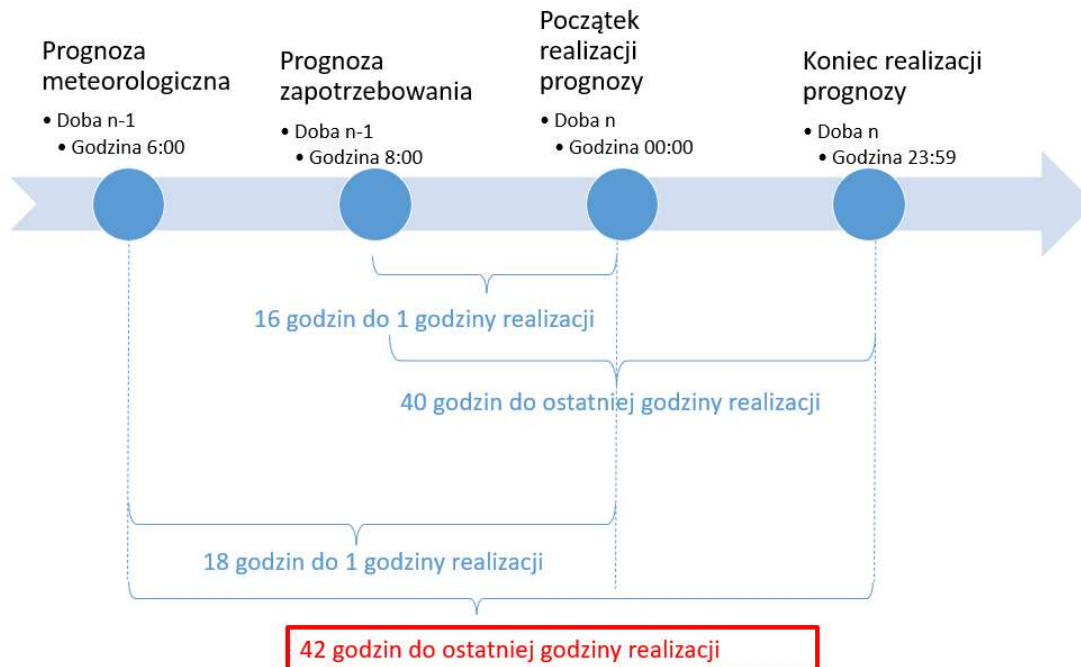 Prognoza
meteorologiczna
• Doba n-1
• Godzina 6:00
Prognoza
zapotrzebowania
• Doba n-1
• Godzina 8:00
Początek
realizacji
prognozy
• Doba n
• Godzina 00:00
Koniec realizacji
prognozy
• Doba n
• Godzina 23:59
16 godzin do 1 godziny realizacji
40 godzin do ostatniej godziny realizacji
18 godzin do 1 godziny realizacji
42 godzin do ostatniej godziny realizacji